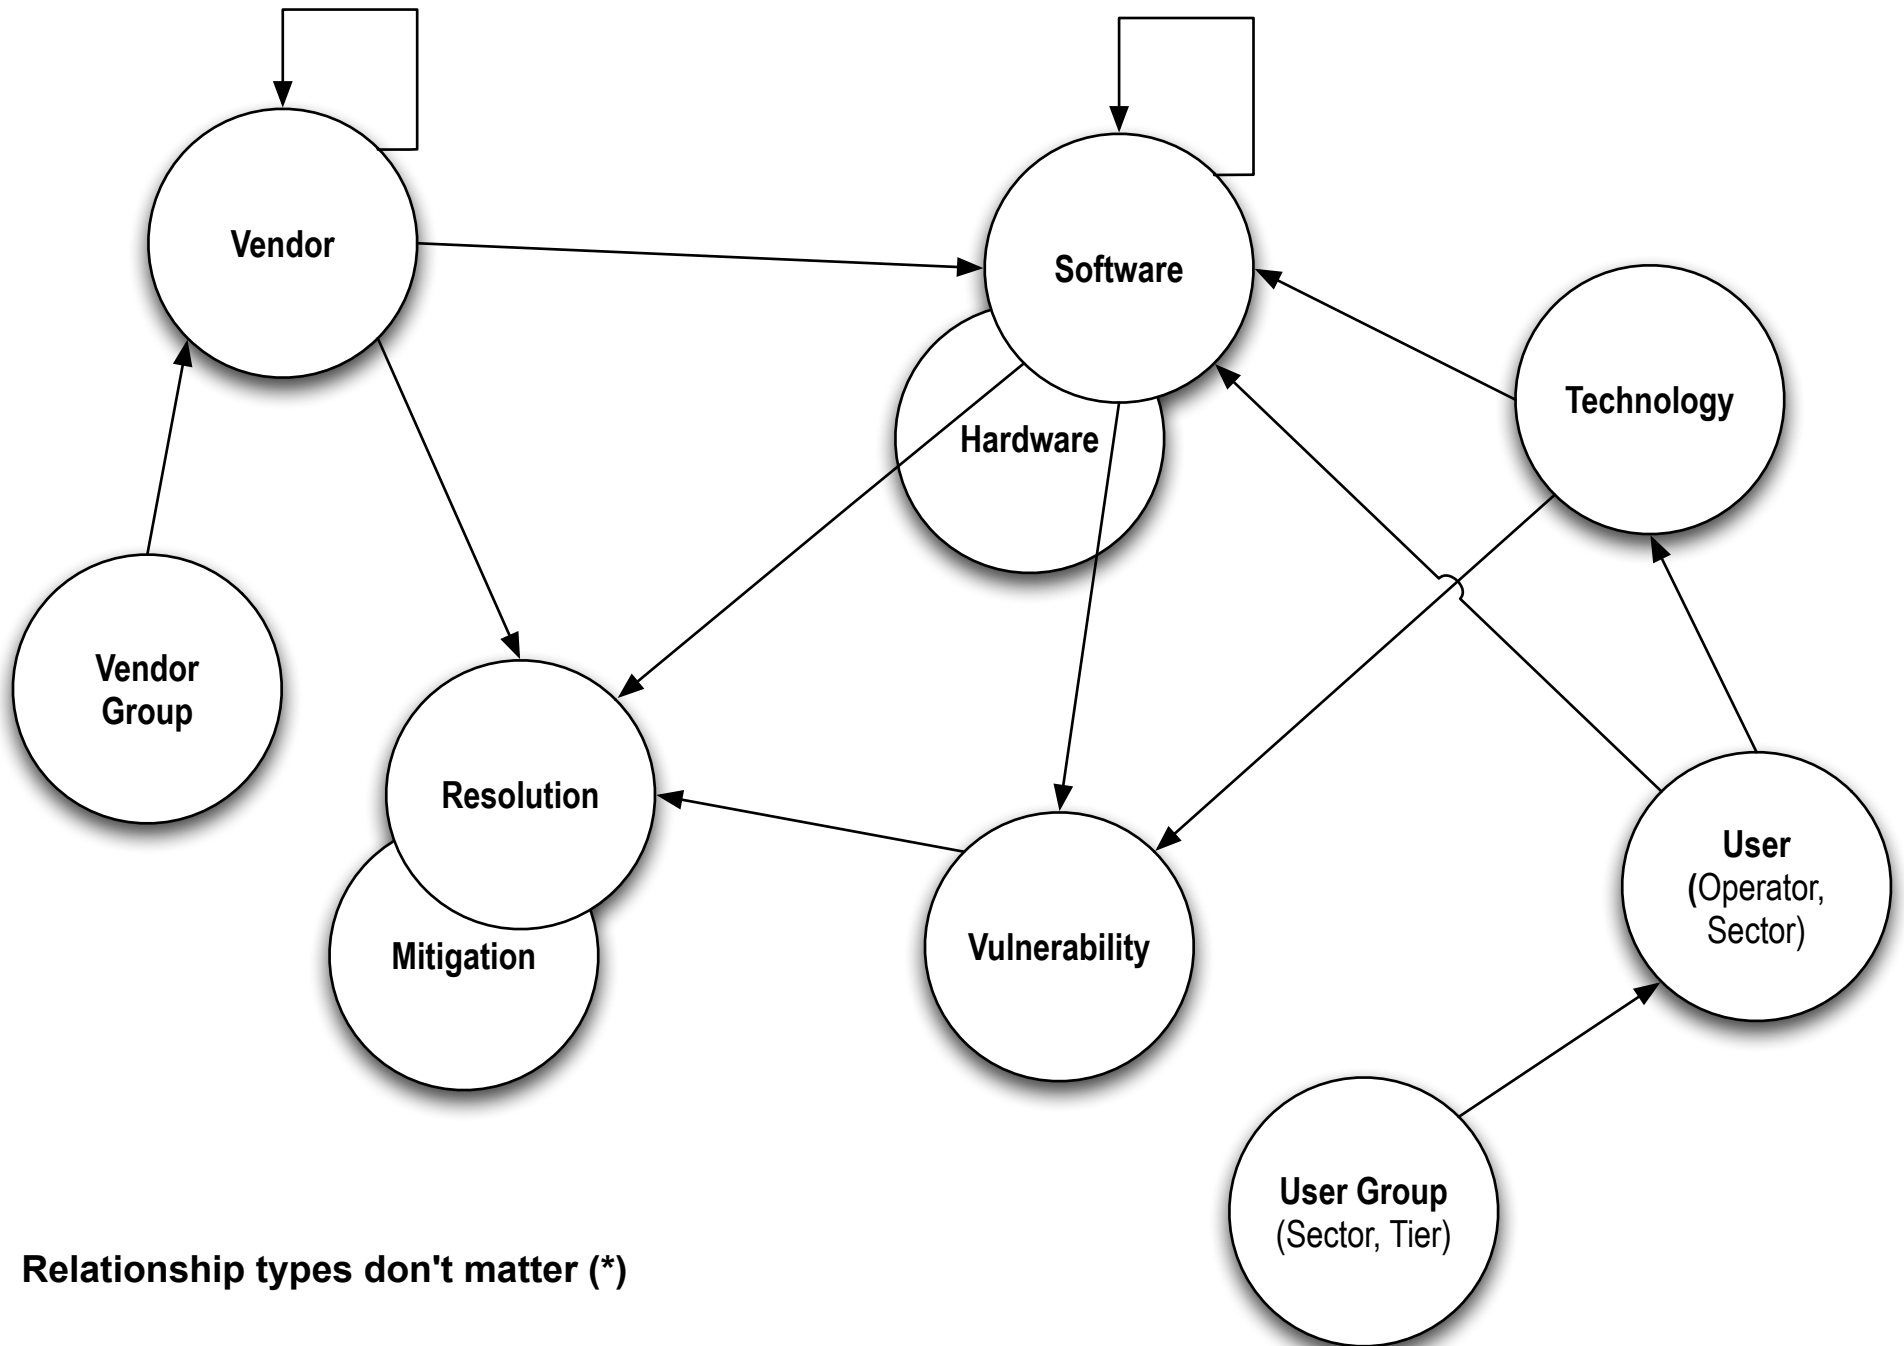 Vendor
Software
Technology
Hardware
Vendor
Group
Resolution
User
(Operator,
Sector)
Mitigation
Vulnerability
User Group
(Sector, Tier)
Relationship types don't matter (*)